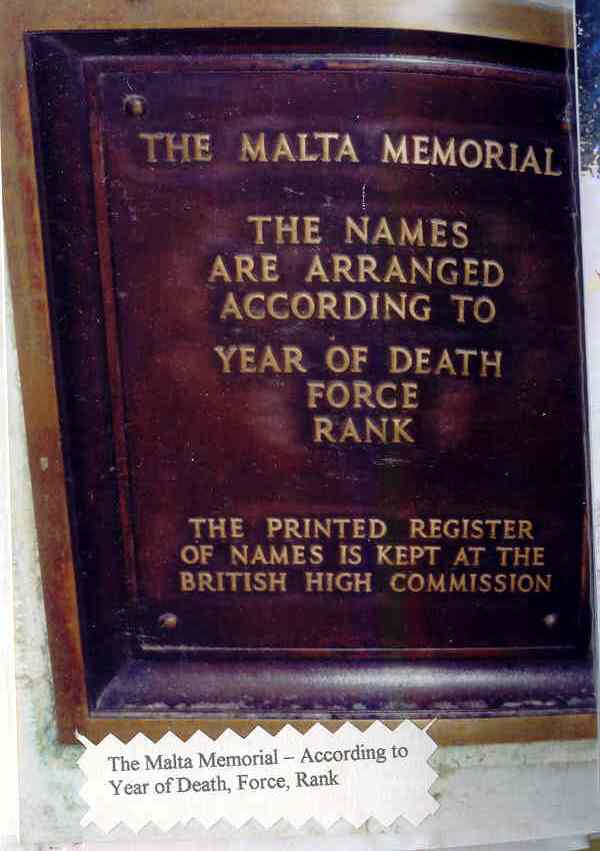 THE MALTA MEMORIAL
THE NAMES
ARE ARRANGED
ACCORDING TO
YEAR OF DEATH
FORCE
RANK
THE PRINTED REGISTER
OF NAMES IS KEPT AT THE
BRITISH HIGH COMMISSION
The Malta Memorial – According to
Year of Death, Force, Rank